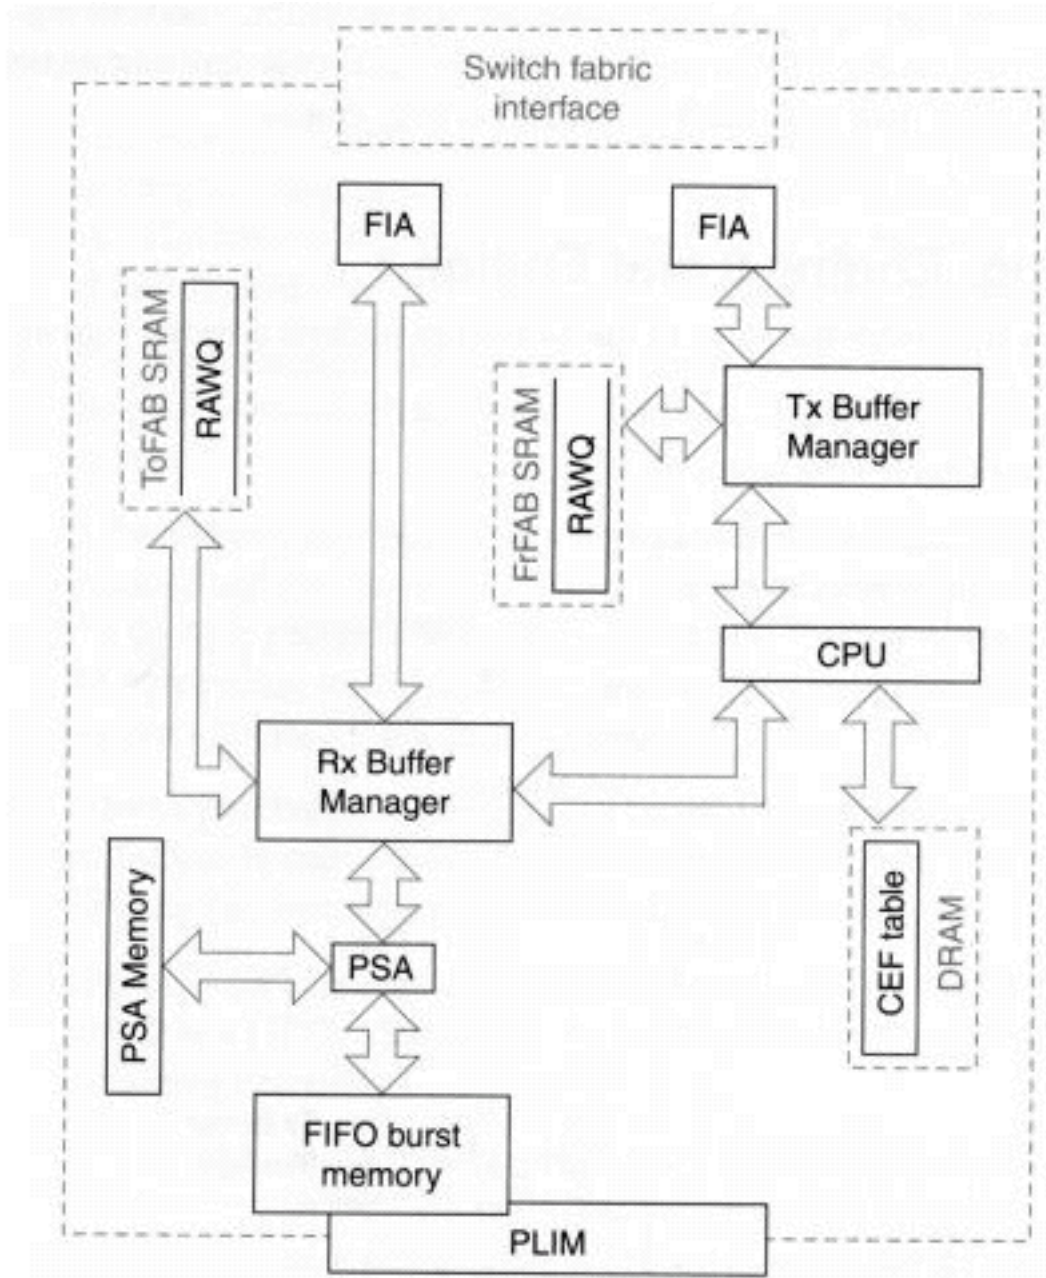 Switch fabric
interface
FIA
FIA
ToFAB SRAM
RAWQ
FrFAB SRAM
RAWQ
Tx Buffer
Manager
CPU
Rx Buffer
Manager
PSA Memory
PSA
CEF table
DRAM
FIFO burst
memory
PLIM